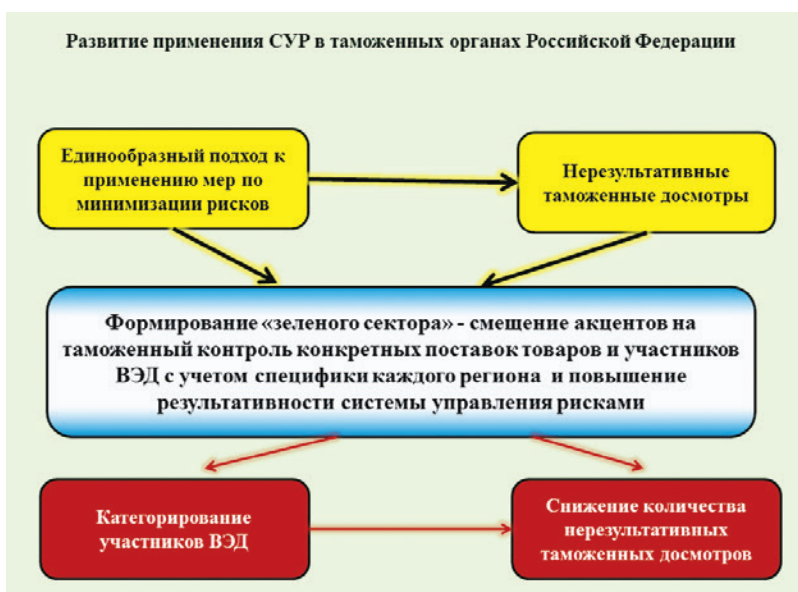 Развитие применения СУР в таможенных органах Российской Федерации
Единообразный подход к
применению мер по
минимизации рисков
Нерезультативные
таможенные досмотры
Формирование «зеленого сектора» - смещение акцентов на
таможенный контроль конкретных поставок товаров и участников
ВЭД с учетом специфики каждого региона и повышение
результативности системы управления рисками
Категорирование
участников ВЭД
Снижение количества
нерезультативных
таможенных досмотров